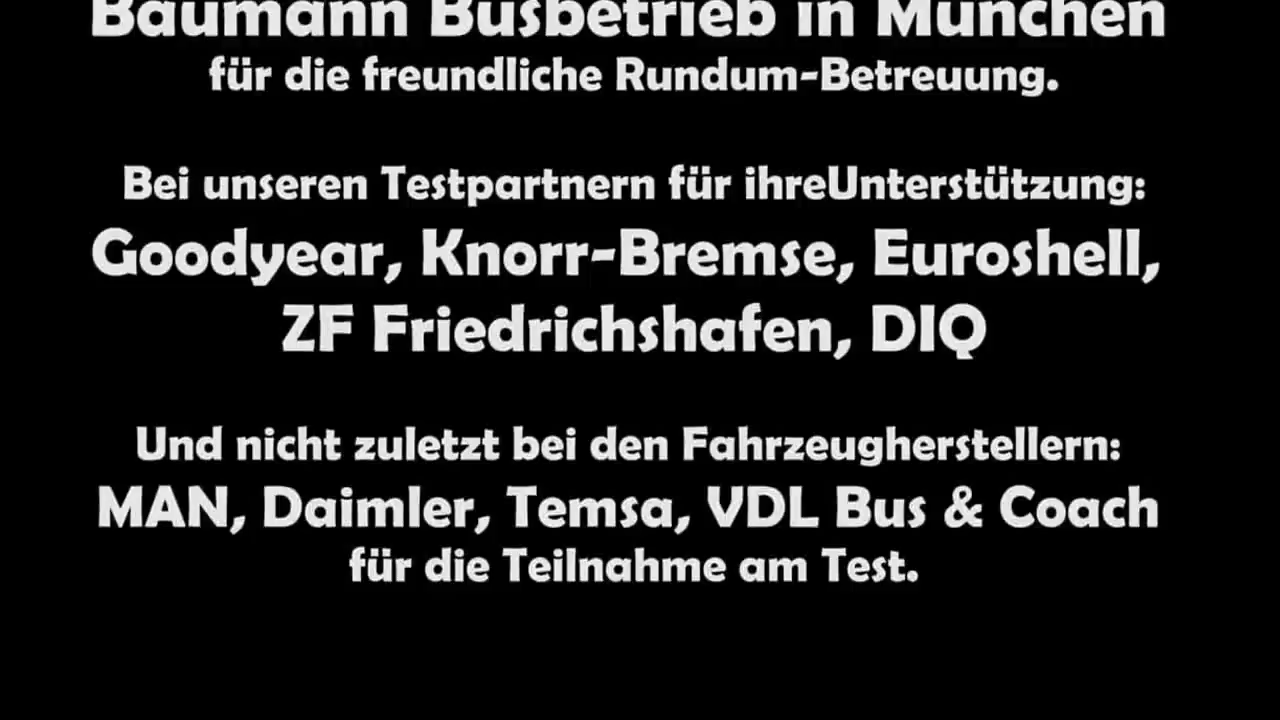 Baumann Busbetrieb in München
für die freundliche Rundum-Betreuung.
Bei unseren Testpartnern für ihreUnterstützung:
Goodyear, Knorr-Bremse, Euroshell,
ZF Friedrichshafen, DIQ
Und nicht zuletzt bei den Fahrzeugherstellern:
MAN, Daimler, Temsa, VDL Bus & Coach
für die Teilnahme am Test.